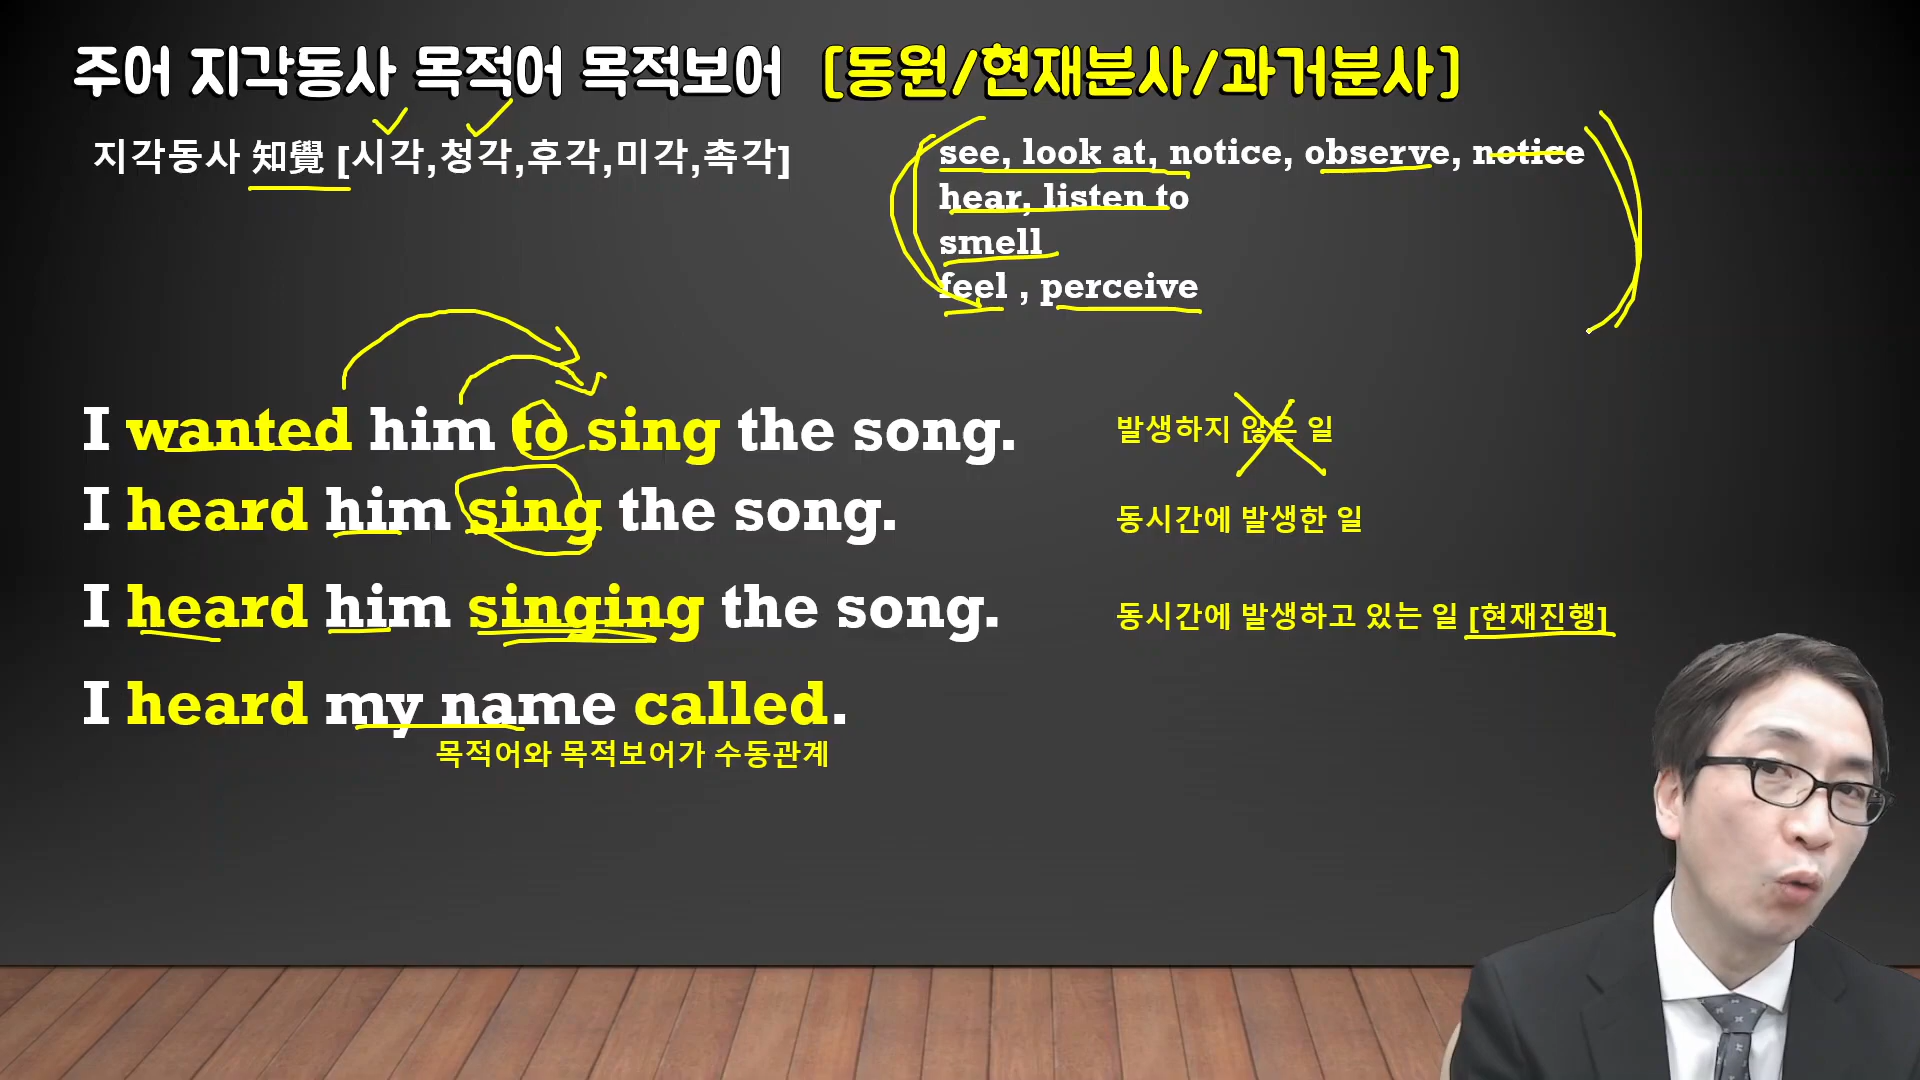 주어 지각동사 목적어 목적보어 [동원/현재분사/과거분사]
지각동사 知覺 [시각,청각,후각,미각,촉각]
see, look at, notice, observe, notice
hear, listen to
smell
feel , perceive
I wanted him to sing the song.
발생하지 않은 일
I heard him sing the song.
동시간에 발생한 일
I heard him singing the song.
동시간에 발생하고 있는 일 [현재진행]
I heard my name called.
목적어와 목적보어가 수동관계